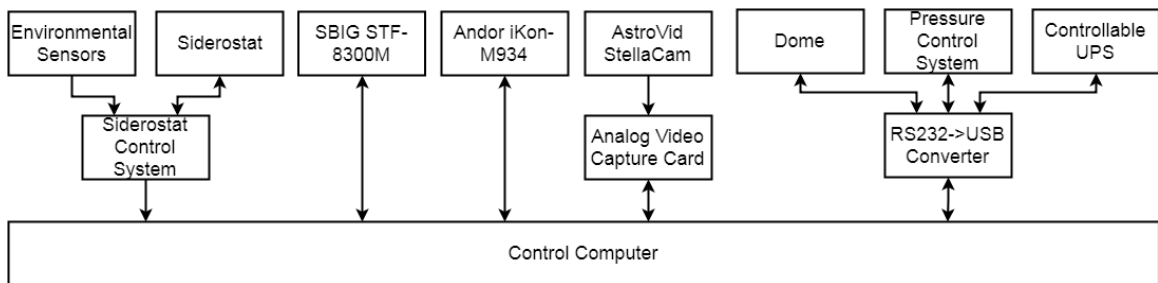 Environmental
Sensors
Siderostat
SBIG STF-
8300M
Andor iKon-
M934
AstroVid
StellaCam
Dome
Pressure
Control
System
Controllable
UPS
Siderostat
Control
System
Analog Video
Capture Card
RS232->USB
Converter
Control Computer